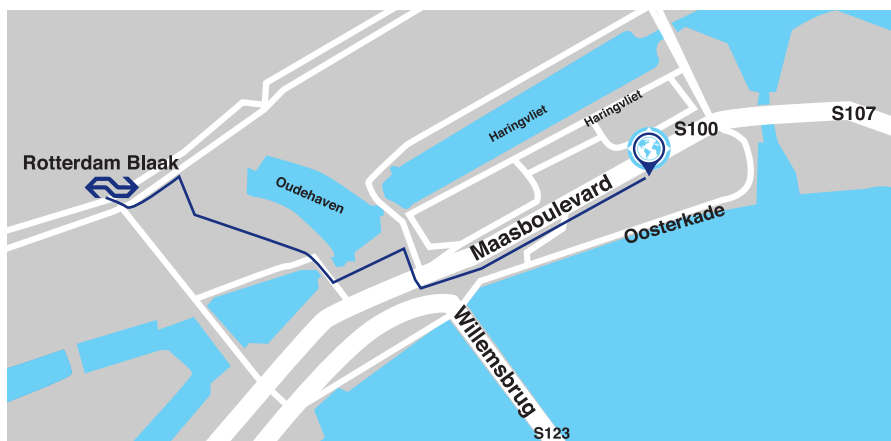 Haringvliet
Haringvliet
S107
S100
Rotterdam Blaak
Oudehaven
Maasboulevard
Oosterkade
Willemsbrug
S123